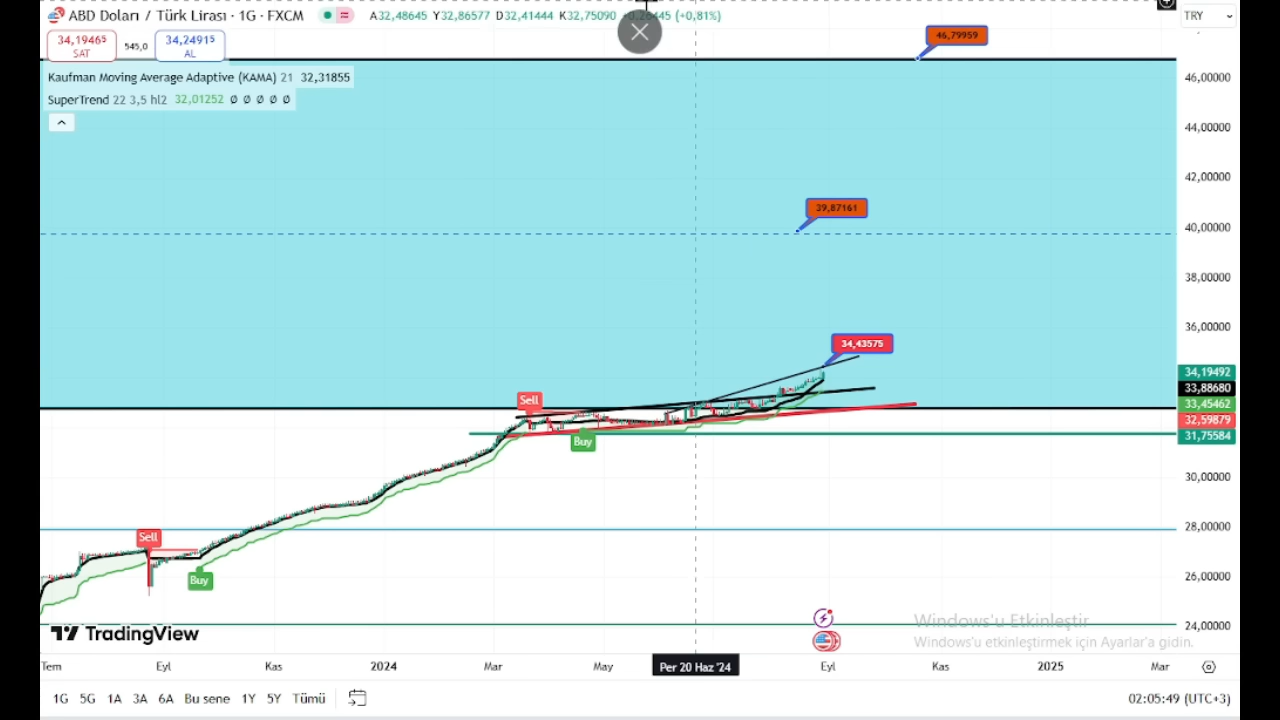 ABD Doları / Türk Lirası · 1G · FXCM A32,48645 Y32,86577 D32,41444 K32,75090 +0,26445 (+0,81%) TRY
34,19465 SAT 545,0 34,24915 AL
Kaufman Moving Average Adaptive (KAMA) 21 32,31855
SuperTrend 22 3,5 hl2 32,01252 Ø Ø Ø Ø Ø
46,79959
46,00000
44,00000
42,00000
39,87161
40,00000
38,00000
36,00000
34,43575
34,19492
33,88680
33,45462
32,59879
31,75584
Sell
Buy
30,00000
28,00000
Sell
Buy
26,00000
24,00000
TradingView
Windows'u Etkinleştir
Windows'u etkinleştirmek için Ayarlar'a gidin.
Tem Eyl Kas 2024 Mar May Per 20 Haz '24 Eyl Kas 2025 Mar
1G 5G 1A 3A 6A Bu sene 1Y 5Y Tümü 02:05:49 (UTC+3)